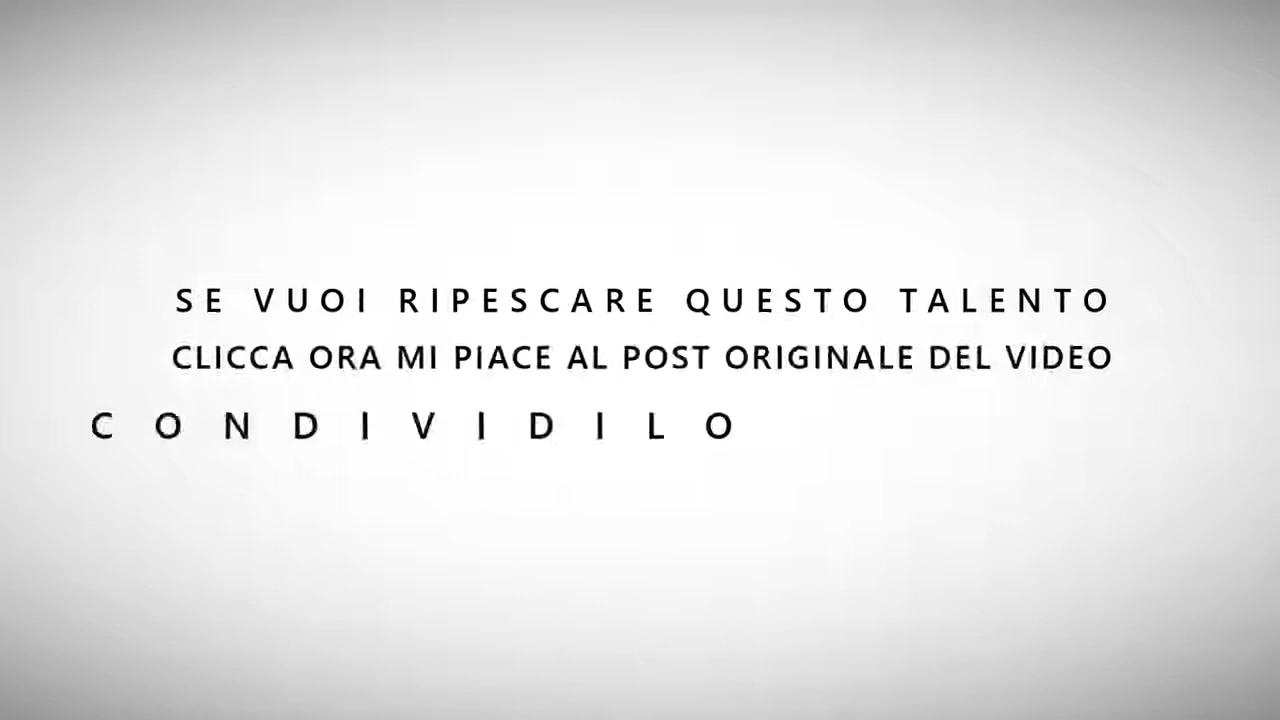 SE VUOI RIPESCARE QUESTO TALENTO
CLICCA ORA MI PIACE AL POST ORIGINALE DEL VIDEO
CONDIVIDILO